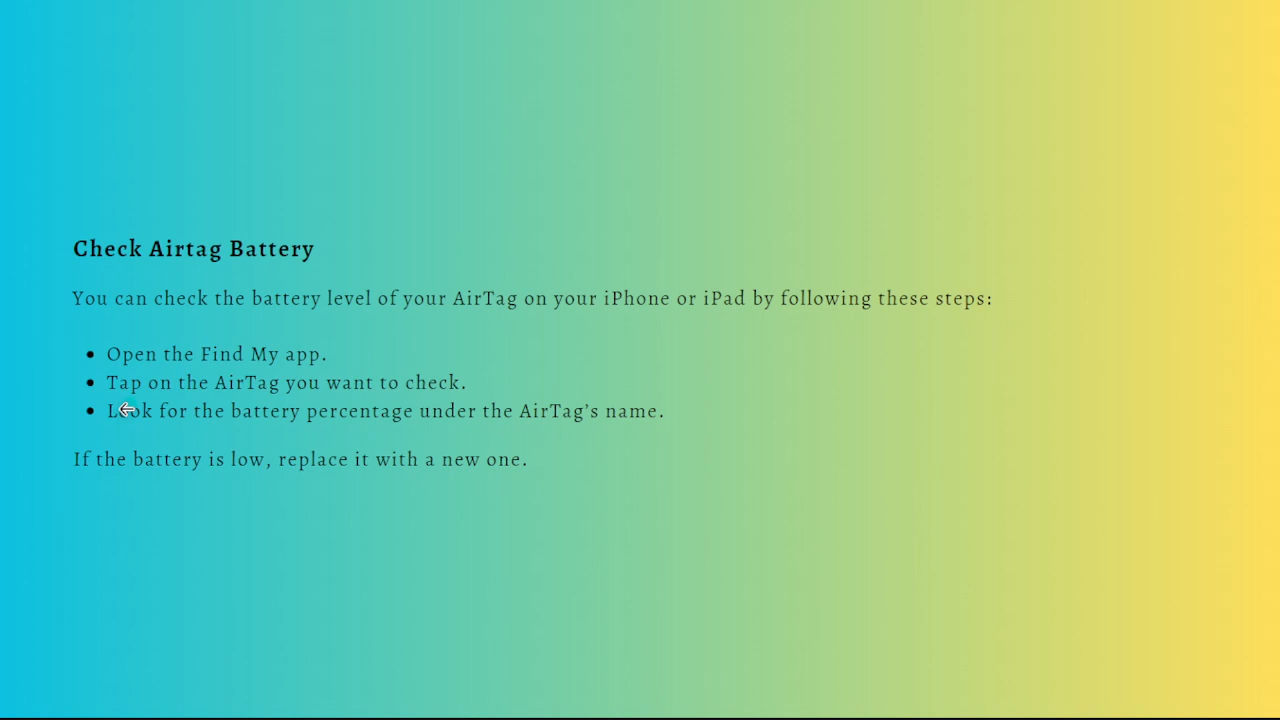 Check Airtag Battery
You can check the battery level of your AirTag on your iPhone or iPad by following these steps:
• Open the Find My app.
• Tap on the AirTag you want to check.
• Look for the battery percentage under the AirTag's name.
If the battery is low, replace it with a new one.